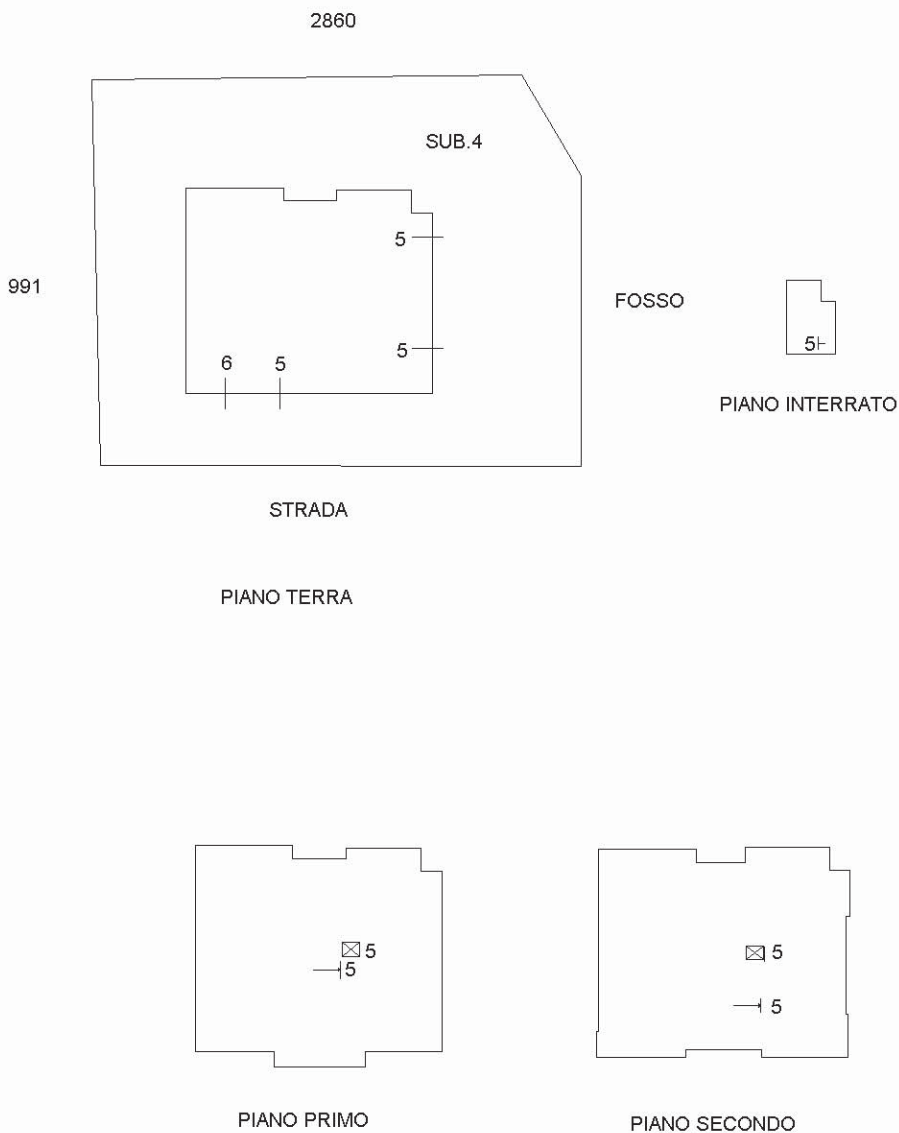 2860
SUB.4
5
991
FOSSO
5
6 5
5
PIANO INTERRATO
STRADA
PIANO TERRA
5
5
5
5
PIANO PRIMO
PIANO SECONDO